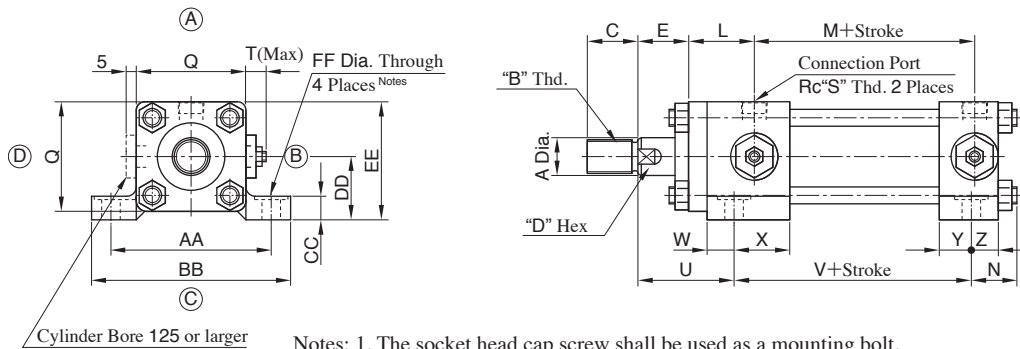 A
5
Q
T(Max)
FF Dia. Through
4 Places Notes
Q
D
B
DD
EE
CC
AA
BB
C
Cylinder Bore 125 or larger
C
E
L
M+Stroke
"B" Thd.
Connection Port
Rc"S" Thd. 2 Places
A Dia.
"D" Hex
W
X
Y
Z
U
V+Stroke
N
Notes: 1. The socket head cap screw shall be used as a mounting bolt.